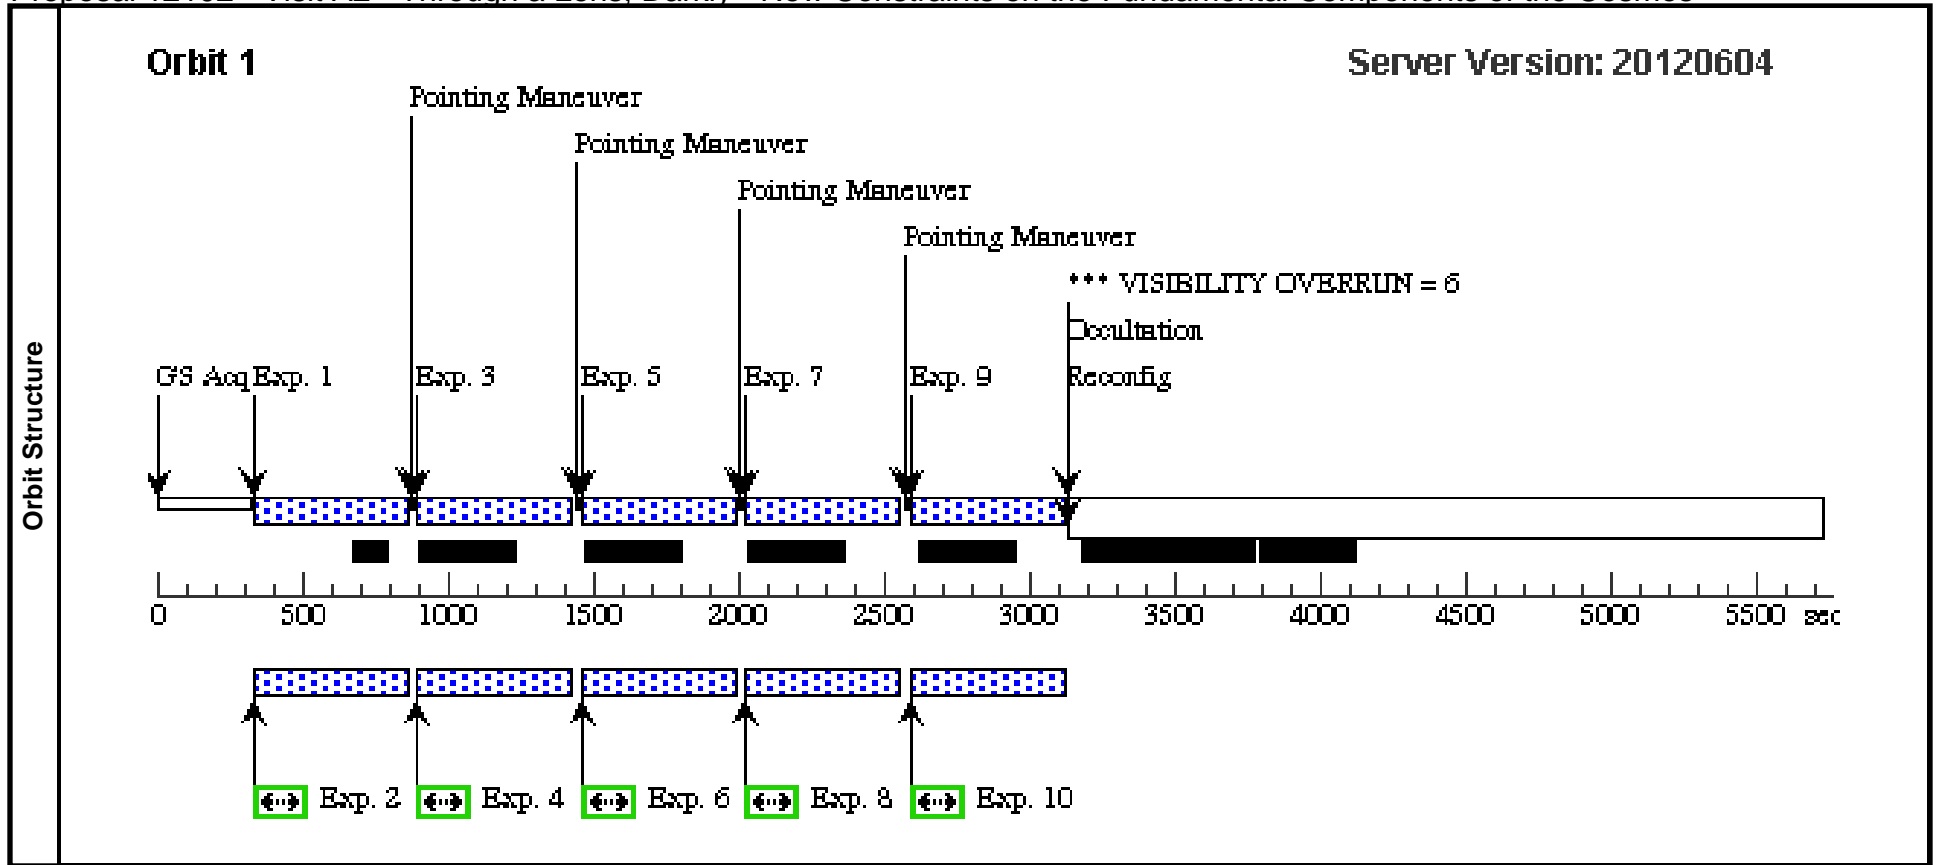 Orbit 1
Server Version: 20120604
Pointing Maneuver
Pointing Maneuver
Pointing Maneuver
Pointing Maneuver
*** VISIBILITY OVERRUN = 6
Occultation
GS Acq Exp. 1 Exp. 3 Exp. 5 Exp. 7 Exp. 9 Reconfig
Orbit Structure
0 500 1000 1500 2000 2500 3000 3500 4000 4500 5000 5500 sec
Exp. 2 Exp. 4 Exp. 6 Exp. 8 Exp. 10